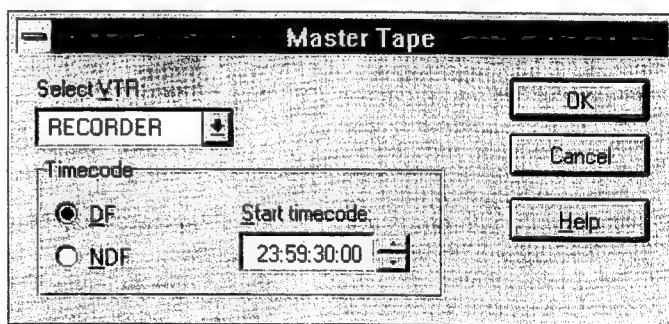 Master Tape
Select VTR:
RECORDER
OK
Cancel
Help
Timecode
DF
NDF
Start timecode:
23:59:30:00